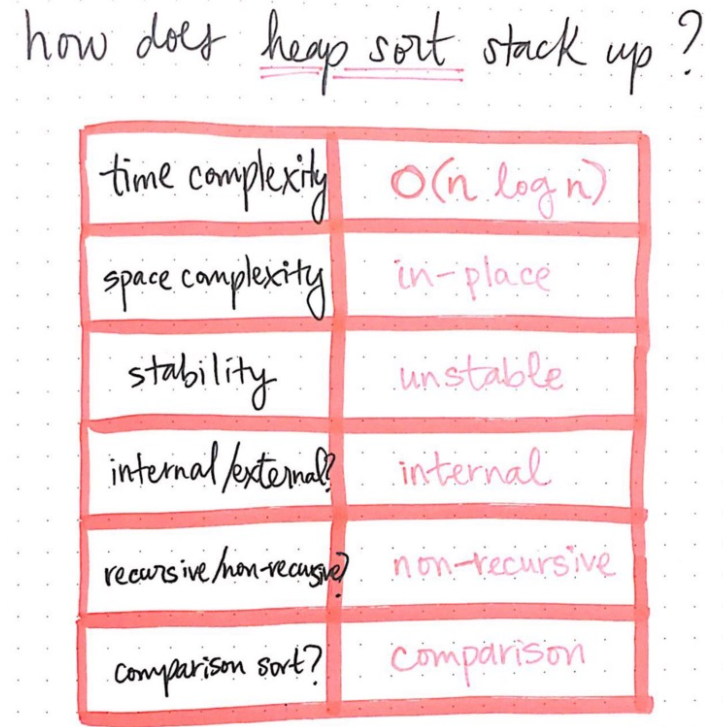 how does heap sort stack up?
time complexity O(n log n)
space complexity in-place
stability unstable
internal/external? internal
recursive/non-recusive? non-recursive
comparison sort? comparison